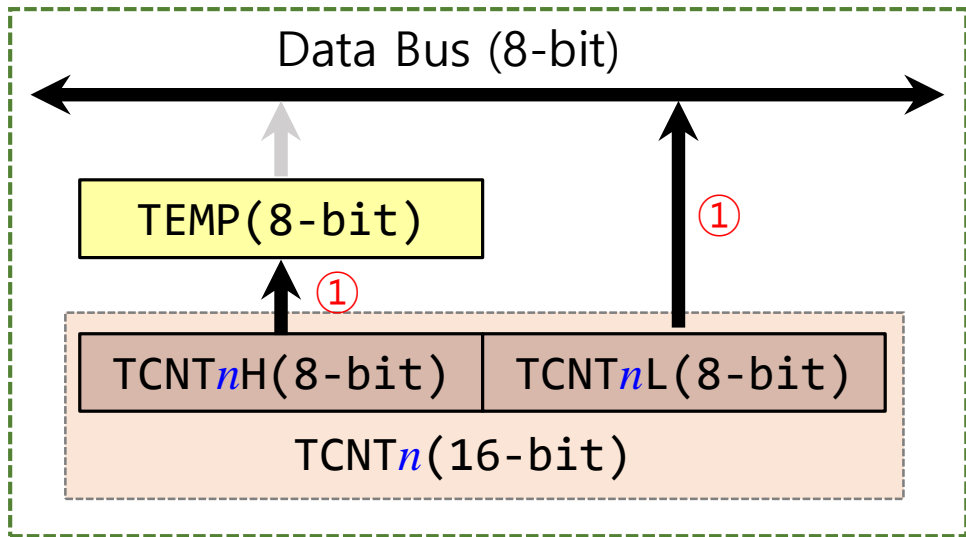 Data Bus (8-bit)
TEMP(8-bit)
①
①
TCNTnH(8-bit)
TCNTnL(8-bit)
TCNTn(16-bit)